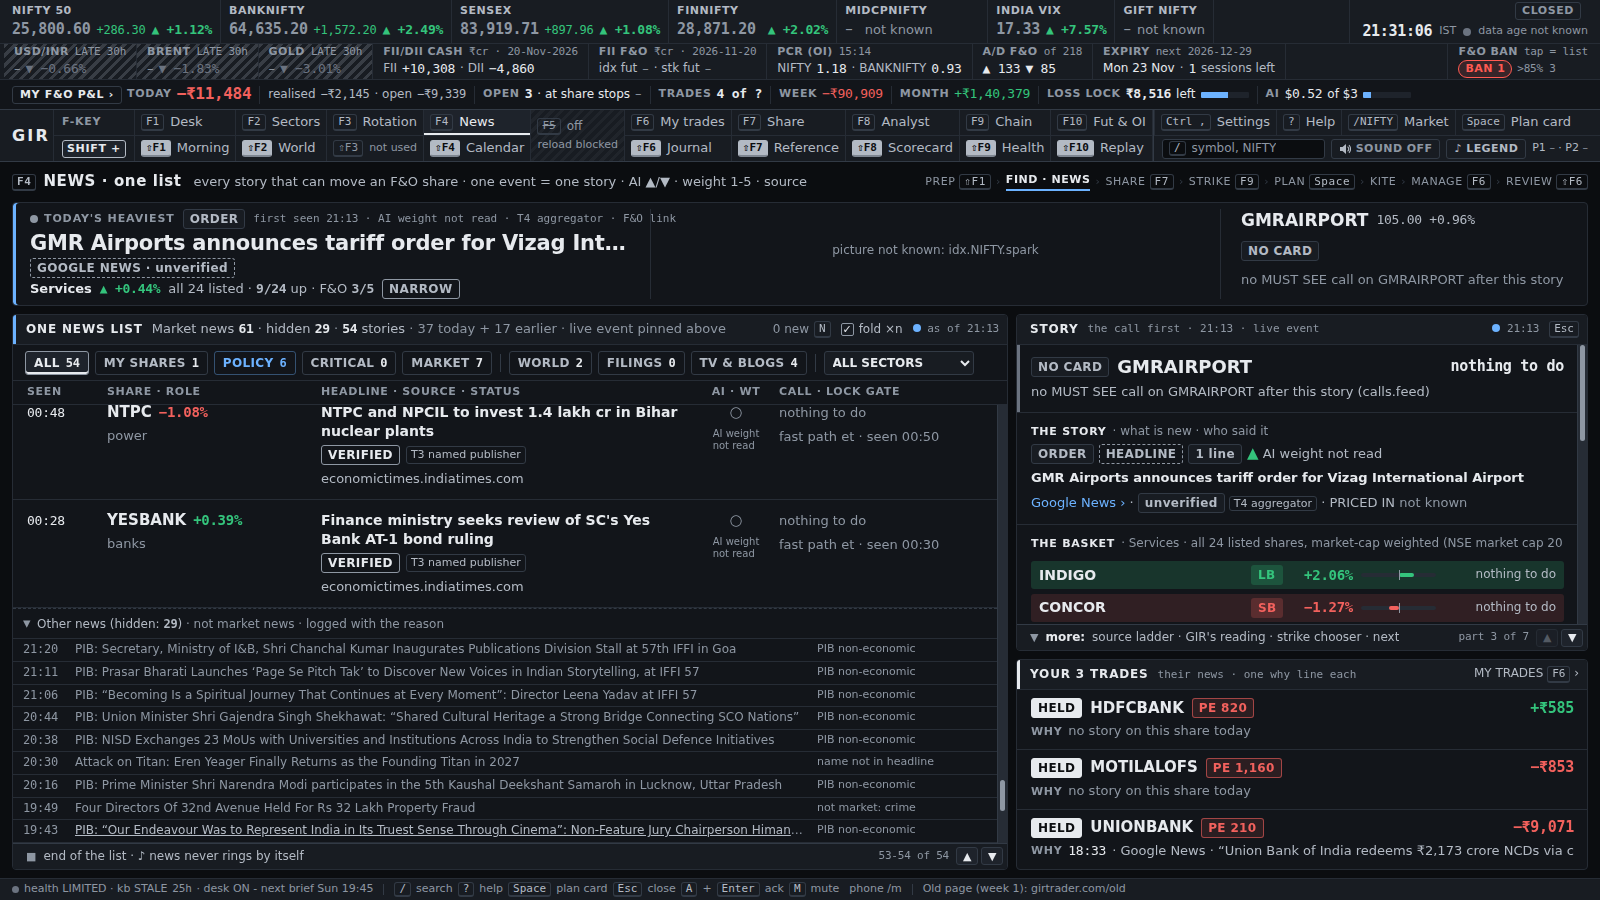 NIFTY 50 BANKNIFTY SENSEX FINNIFTY MIDCPNIFTY INDIA VIX GIFT NIFTY CLOSED
25,800.60 +286.30 ▲ +1.12% 64,635.20 +1,572.20 ▲ +2.49% 83,919.71 +897.96 ▲ +1.08% 28,871.20 ▲ +2.02% – not known 17.33 ▲ +7.57% – not known 21:31:06 IST data age not known
USD/INR LATE 30h BRENT LATE 30h GOLD LATE 30h FII/DII CASH ₹cr · 20-Nov-2026 FII F&O ₹cr · 2026-11-20 PCR (OI) 15:14 A/D F&O of 218 EXPIRY next 2026-12-29 F&O BAN tap = list
– ▼ −0.66% – ▼ −1.83% – ▼ −3.01% FII +10,308 · DII −4,860 idx fut – · stk fut – NIFTY 1.18 · BANKNIFTY 0.93 ▲ 133 ▼ 85 Mon 23 Nov · 1 sessions left BAN 1 >85% 3
MY F&O P&L › TODAY −₹11,484 realised −₹2,145 · open −₹9,339 OPEN 3 · at share stops – TRADES 4 of ? WEEK −₹90,909 MONTH +₹1,40,379 LOSS LOCK ₹8,516 left AI $0.52 of $3
GIR F-KEY F1 Desk F2 Sectors F3 Rotation F4 News F5 off F6 My trades F7 Share F8 Analyst F9 Chain F10 Fut & OI Ctrl , Settings ? Help /NIFTY Market Space Plan card
SHIFT + ⇧F1 Morning ⇧F2 World ⇧F3 not used ⇧F4 Calendar reload blocked ⇧F6 Journal ⇧F7 Reference ⇧F8 Scorecard ⇧F9 Health ⇧F10 Replay / symbol, NIFTY SOUND OFF ♪ LEGEND P1 – · P2 –
F4 NEWS · one list every story that can move an F&O share · one event = one story · AI ▲/▼ · weight 1-5 · source PREP ⇧F1 › FIND · NEWS › SHARE F7 › STRIKE F9 › PLAN Space › KITE › MANAGE F6 › REVIEW ⇧F6
TODAY'S HEAVIEST ORDER first seen 21:13 · AI weight not read · T4 aggregator · F&O link
GMR Airports announces tariff order for Vizag Int…
GOOGLE NEWS · unverified
Services ▲ +0.44% all 24 listed · 9/24 up · F&O 3/5 NARROW
picture not known: idx.NIFTY.spark
GMRAIRPORT 105.00 +0.96%
NO CARD
no MUST SEE call on GMRAIRPORT after this story
ONE NEWS LIST Market news 61 · hidden 29 · 54 stories · 37 today + 17 earlier · live event pinned above 0 new N ✓ fold ×n as of 21:13
ALL 54 MY SHARES 1 POLICY 6 CRITICAL 0 MARKET 7 WORLD 2 FILINGS 0 TV & BLOGS 4 ALL SECTORS
SEEN SHARE · ROLE HEADLINE · SOURCE · STATUS AI · WT CALL · LOCK GATE
00:48 NTPC −1.08% NTPC and NPCIL to invest 1.4 lakh cr in Bihar nothing to do
power nuclear plants AI weight not read fast path et · seen 00:50
VERIFIED T3 named publisher
economictimes.indiatimes.com
00:28 YESBANK +0.39% Finance ministry seeks review of SC's Yes nothing to do
banks Bank AT-1 bond ruling AI weight not read fast path et · seen 00:30
VERIFIED T3 named publisher
economictimes.indiatimes.com
▼ Other news (hidden: 29) · not market news · logged with the reason
21:20 PIB: Secretary, Ministry of I&B, Shri Chanchal Kumar Inaugurates Publications Division Stall at 57th IFFI in Goa PIB non-economic
21:11 PIB: Prasar Bharati Launches ‘Page Se Pitch Tak’ to Discover New Voices in Indian Storytelling, at IFFI 57 PIB non-economic
21:06 PIB: “Being is a Spiritual Journey That Continues at Every Moment”: Director Leena Yadav at IFFI 57 PIB non-economic
20:44 PIB: Union Minister Shri Gajendra Singh Shekhawat: “Shared Cultural Heritage a Strong Bridge Connecting SCO Nations” PIB non-economic
20:38 PIB: NISD Exchanges 23 MoUs with Universities and Institutions Across India to Strengthen Social Defence Initiatives PIB non-economic
20:30 Attack on Titan: Eren Yeager Finally Returns as the Founding Titan in 2027 name not in headline
20:16 PIB: Prime Minister Shri Narendra Modi participates in the 5th Kaushal Deekshant Samaroh in Lucknow, Uttar Pradesh PIB non-economic
19:49 Four Directors Of 32nd Avenue Held For Rs 32 Lakh Property Fraud not market: crime
19:43 PIB: “Our Endeavour Was to Represent India in Its Truest Sense Through Cinema”: Non-Feature Jury Chairperson Himan… PIB non-economic
■ end of the list · ♪ news never rings by itself 53-54 of 54 ▲ ▼
STORY the call first · 21:13 · live event 21:13 Esc
NO CARD GMRAIRPORT nothing to do
no MUST SEE call on GMRAIRPORT after this story (calls.feed)
THE STORY · what is new · who said it
ORDER HEADLINE 1 line ▲ AI weight not read
GMR Airports announces tariff order for Vizag International Airport
Google News › · unverified T4 aggregator · PRICED IN not known
THE BASKET · Services · all 24 listed shares, market-cap weighted (NSE market cap 20
INDIGO LB +2.06% nothing to do
CONCOR SB −1.27% nothing to do
▼ more: source ladder · GIR's reading · strike chooser · next part 3 of 7 ▲ ▼
YOUR 3 TRADES their news · one why line each MY TRADES F6 ›
HELD HDFCBANK PE 820 +₹585
WHY no story on this share today
HELD MOTILALOFS PE 1,160 −₹853
WHY no story on this share today
HELD UNIONBANK PE 210 −₹9,071
WHY 18:33 · Google News · “Union Bank of India redeems ₹2,173 crore NCDs via c
health LIMITED · kb STALE 25h · desk ON - next brief Sun 19:45 / search ? help Space plan card Esc close A + Enter ack M mute phone /m Old page (week 1): girtrader.com/old